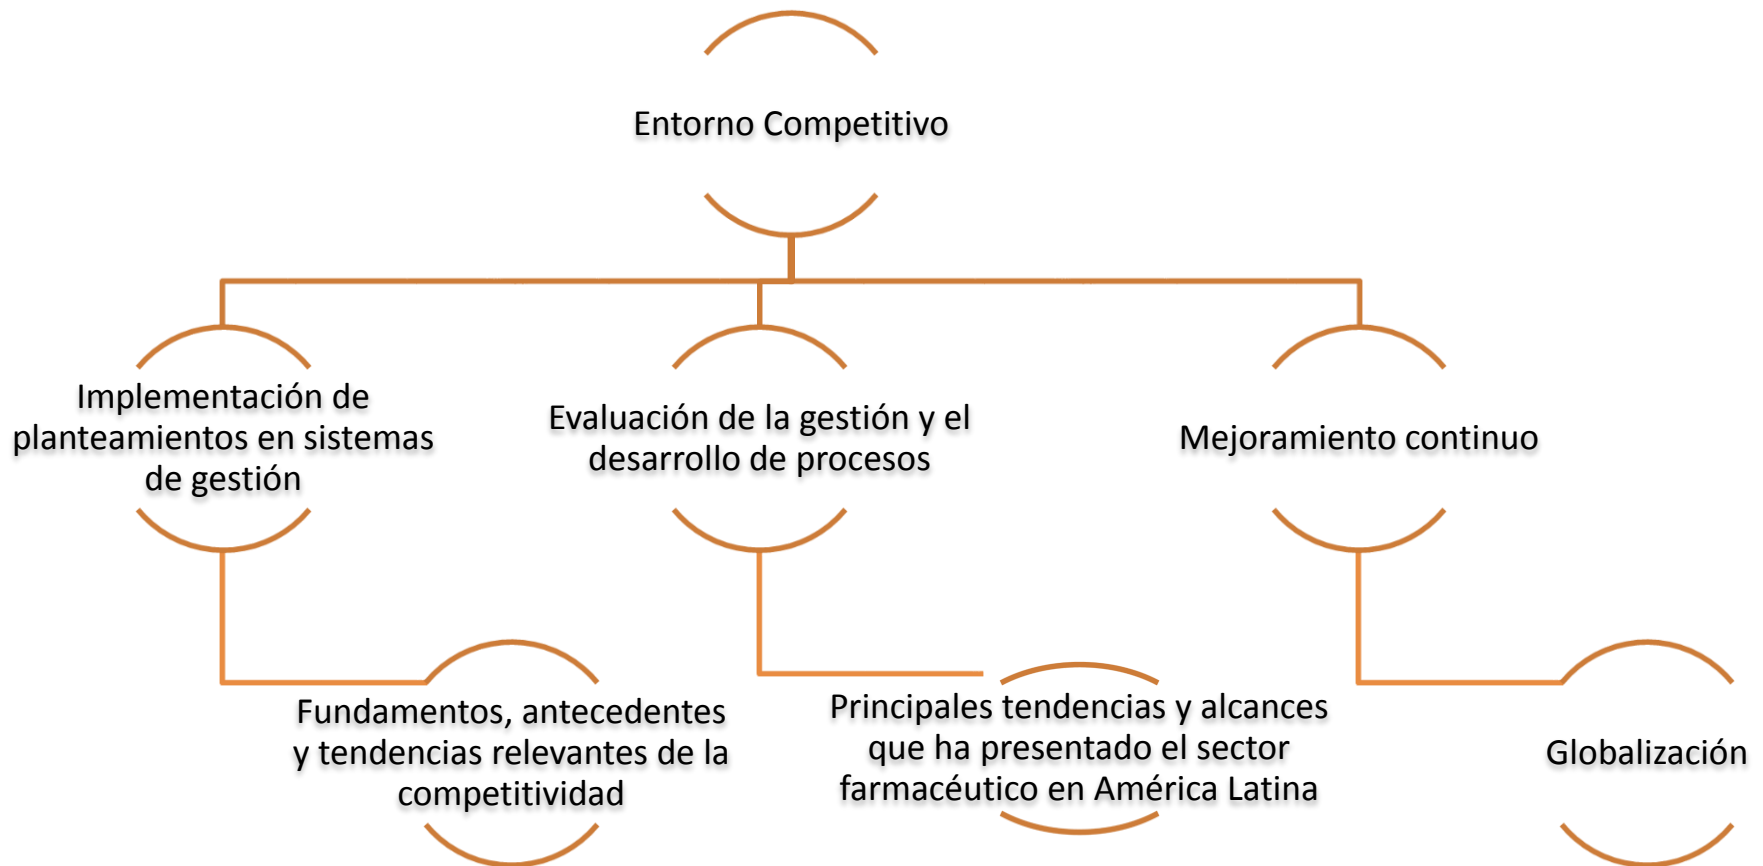 Entorno Competitivo
Implementación de
planteamientos en sistemas
de gestión
Evaluación de la gestión y el
desarrollo de procesos
Mejoramiento continuo
Fundamentos, antecedentes
y tendencias relevantes de la
competitividad
Principales tendencias y alcances
que ha presentado el sector
farmacéutico en América Latina
Globalización